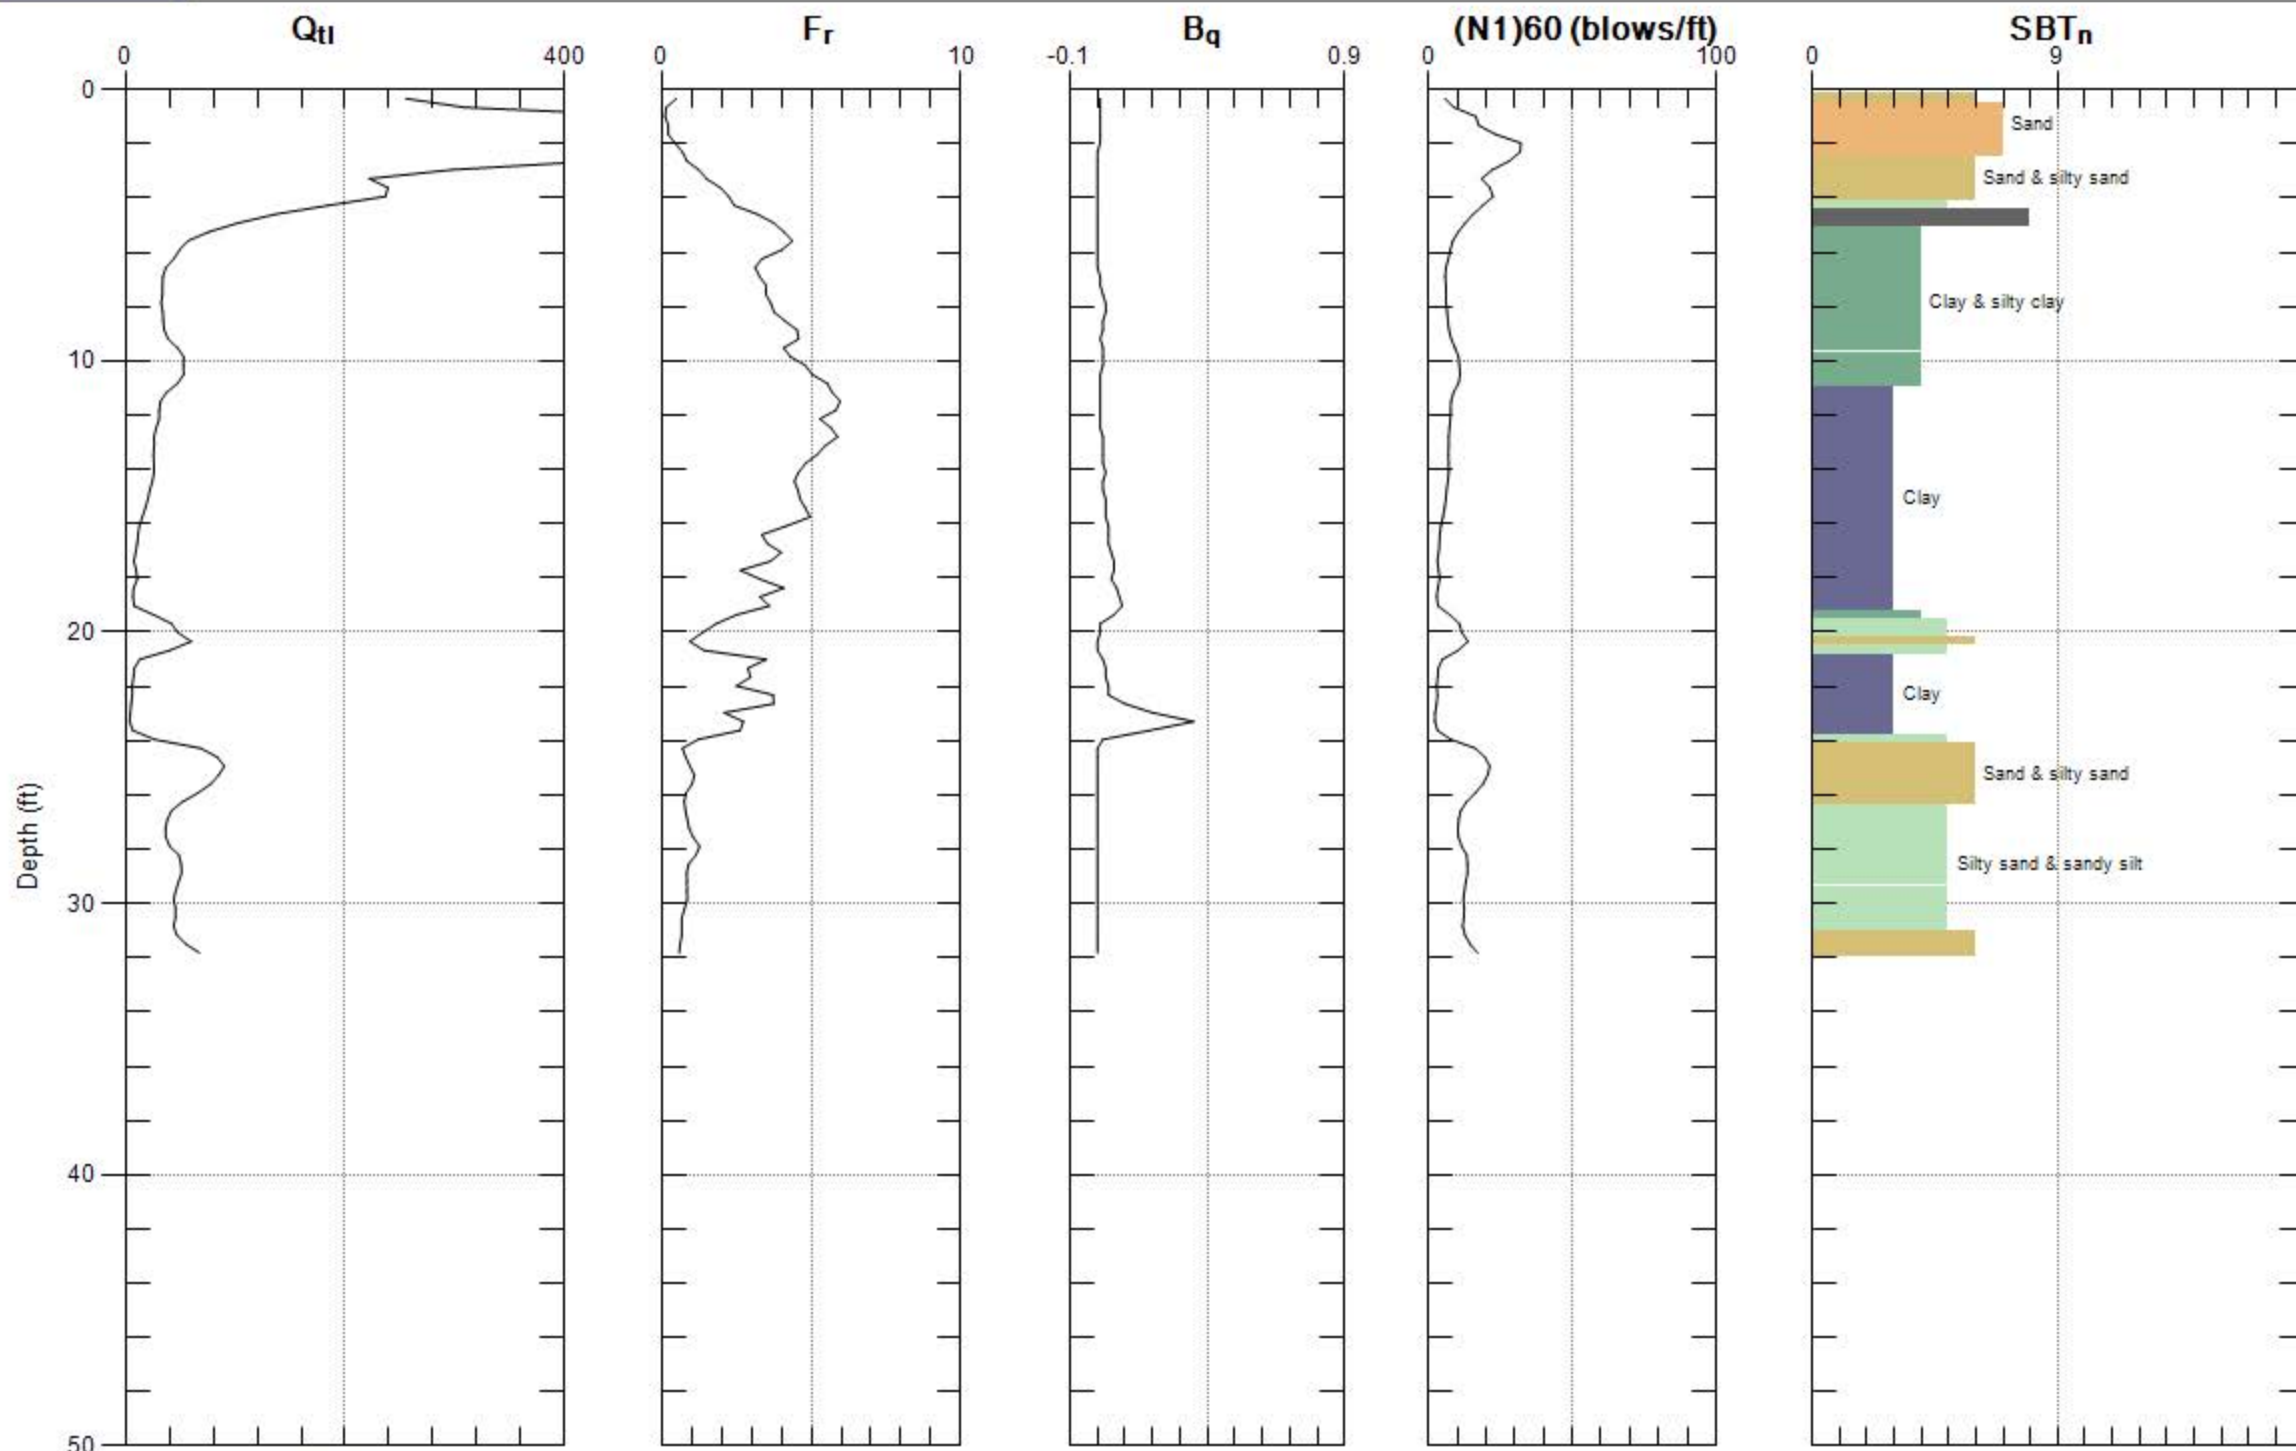 Qtl Fr Bq (N1)60 (blows/ft) SBTn
0 400 0 10 -0.1 0.9 0 100 0 9
0
Sand
Sand & silty sand
Clay & silty clay
10
Clay
20
Clay
Sand & silty sand
Depth (ft)
Silty sand & sandy silt
30
40
50